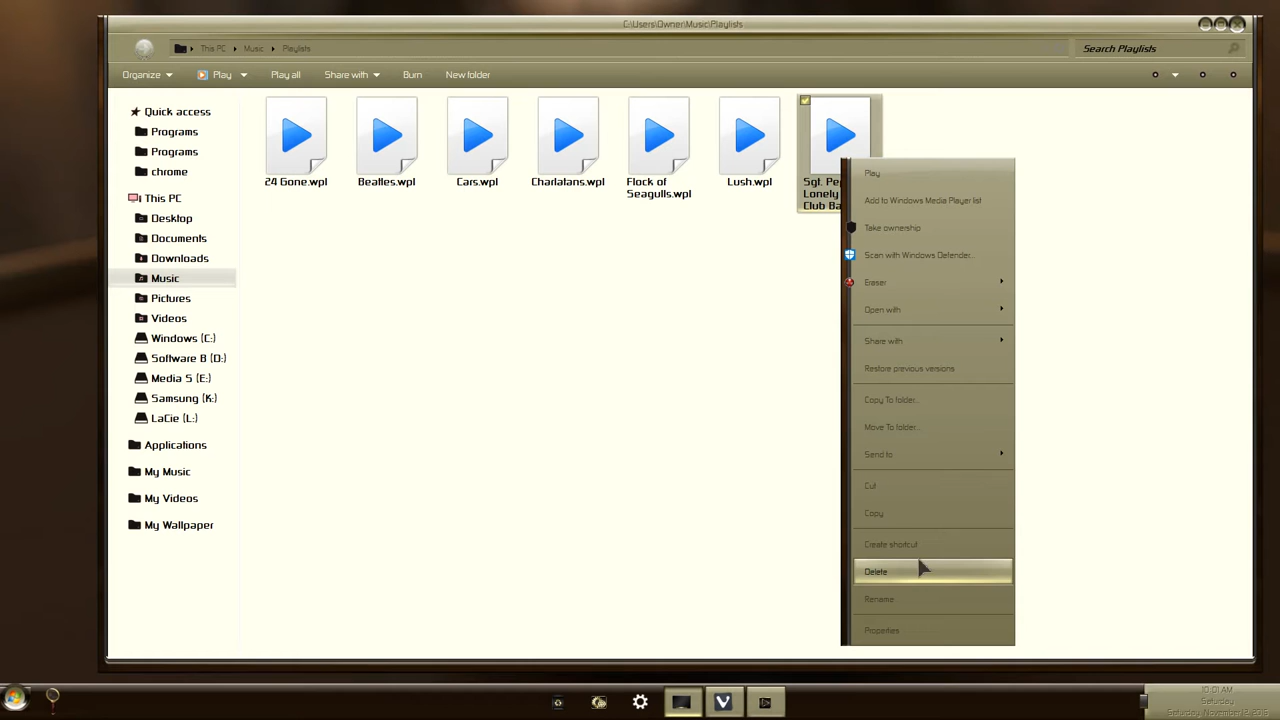 C:\Users\Owner\Music\Playlists
This PC Music Playlists
Search Playlists
Organize Play Play all Share with Burn New folder
Quick access
Programs
Programs
chrome
This PC
Desktop
Documents
Downloads
Music
Pictures
Videos
Windows (C:)
Software B (D:)
Media S (E:)
Samsung (K:)
LaCie (L:)
Applications
My Music
My Videos
My Wallpaper
24 Gone.wpl
Beatles.wpl
Cars.wpl
Charlatans.wpl
Flock of
Seagulls.wpl
Lush.wpl
Sgt.
Lonely
Club
Play
Add to Windows Media Player list
Take ownership
Scan with Windows Defender...
Eraser
Open with
Share with
Restore previous versions
Copy To folder...
Move To folder...
Send to
Cut
Copy
Create shortcut
Delete
Rename
Properties
10:01 AM
Saturday